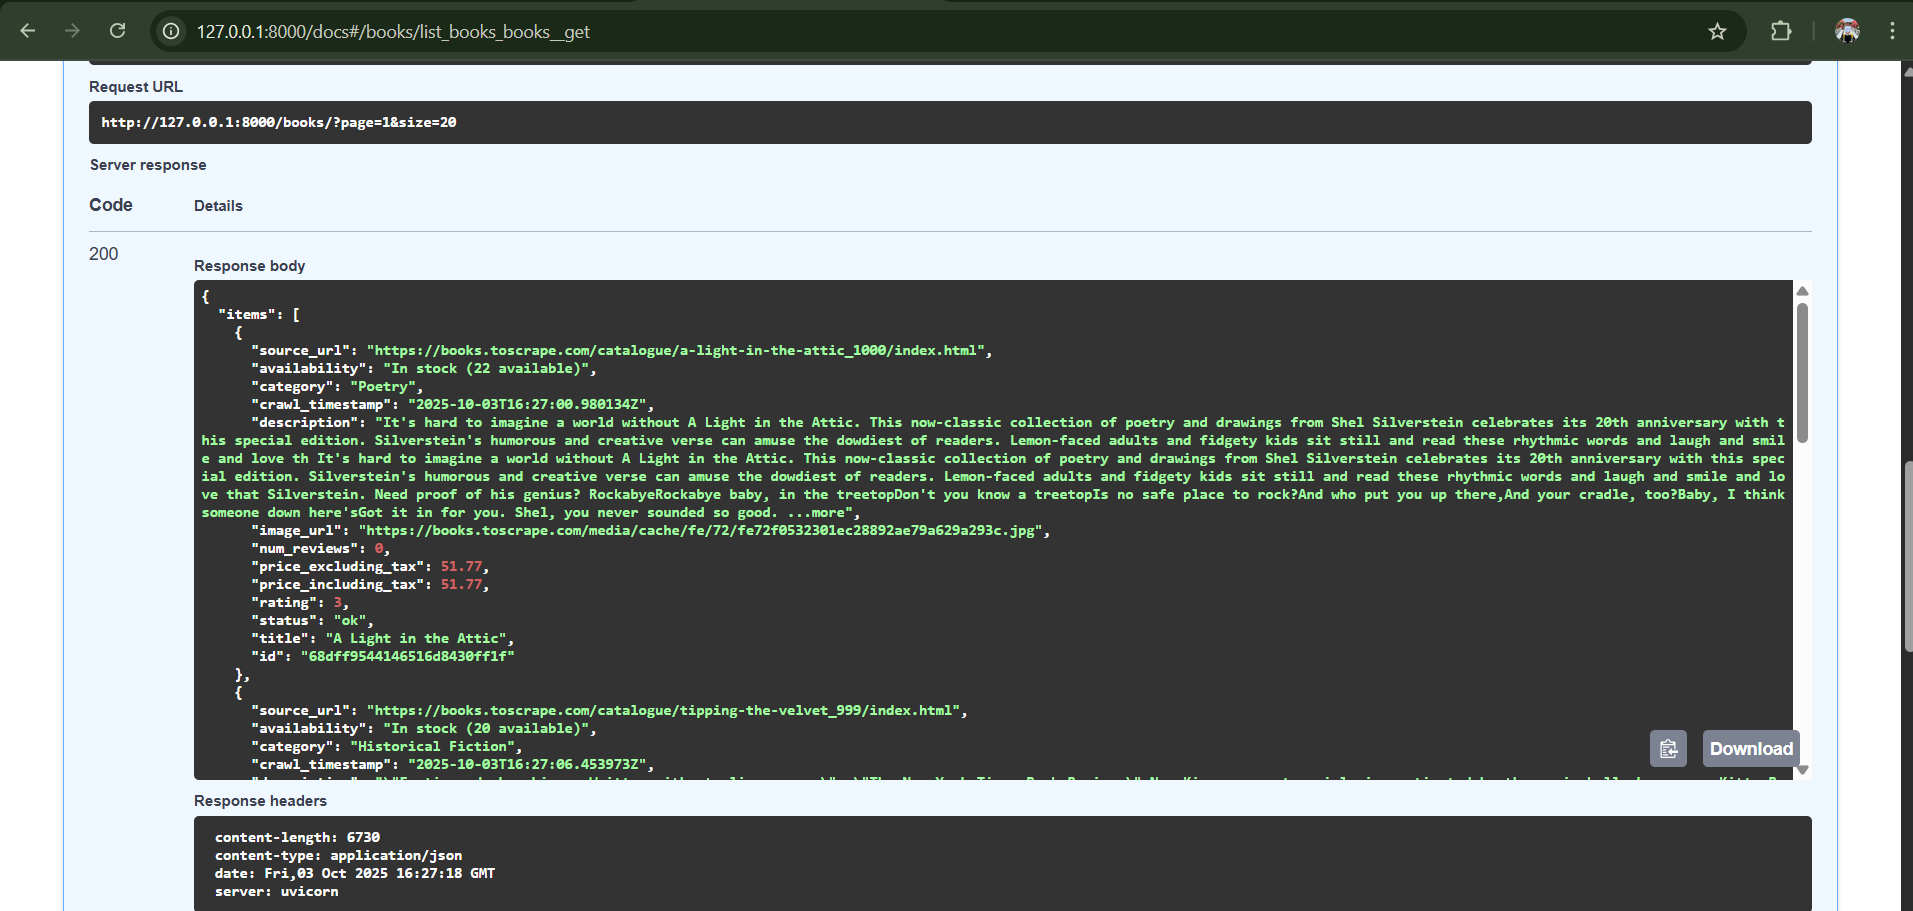 127.0.0.1:8000/docs#/books/list_books_books__get
Request URL
http://127.0.0.1:8000/books/?page=1&size=20
Server response
Code Details
200
Response body
{
"items": [
{
"source_url": "https://books.toscrape.com/catalogue/a-light-in-the-attic_1000/index.html",
"availability": "In stock (22 available)",
"category": "Poetry",
"crawl_timestamp": "2025-10-03T16:27:00.980134Z",
"description": "It's hard to imagine a world without A Light in the Attic. This now-classic collection of poetry and drawings from Shel Silverstein celebrates its 20th anniversary with t
his special edition. Silverstein's humorous and creative verse can amuse the dowdiest of readers. Lemon-faced adults and fidgety kids sit still and read these rhythmic words and laugh and smil
e and love th It's hard to imagine a world without A Light in the Attic. This now-classic collection of poetry and drawings from Shel Silverstein celebrates its 20th anniversary with this spec
ial edition. Silverstein's humorous and creative verse can amuse the dowdiest of readers. Lemon-faced adults and fidgety kids sit still and read these rhythmic words and laugh and smile and lo
ve that Silverstein. Need proof of his genius? RockabyeRockabye baby, in the treetopDon't you know a treetopIs no safe place to rock?And who put you up there,And your cradle, too?Baby, I think
someone down here'sGot it in for you. Shel, you never sounded so good. ...more",
"image_url": "https://books.toscrape.com/media/cache/fe/72/fe72f0532301ec28892ae79a629a293c.jpg",
"num_reviews": 0,
"price_excluding_tax": 51.77,
"price_including_tax": 51.77,
"rating": 3,
"status": "ok",
"title": "A Light in the Attic",
"id": "68dff9544146516d8430ff1f"
},
{
"source_url": "https://books.toscrape.com/catalogue/tipping-the-velvet_999/index.html",
"availability": "In stock (20 available)",
"category": "Historical Fiction",
"crawl_timestamp": "2025-10-03T16:27:06.453973Z",
Download
Response headers
content-length: 6730
content-type: application/json
date: Fri,03 Oct 2025 16:27:18 GMT
server: uvicorn